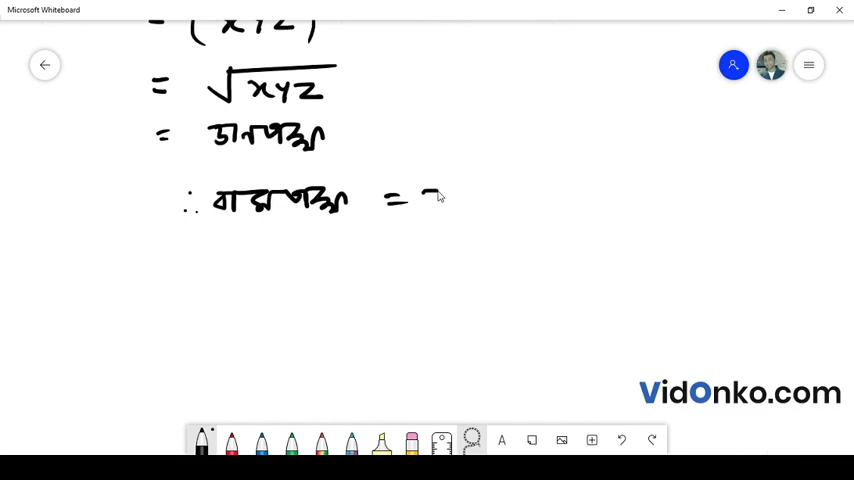 Microsoft Whiteboard
= (xyz)
= √xyz
= ডানপক্ষ
∴ বামপক্ষ =
VidOnko.com